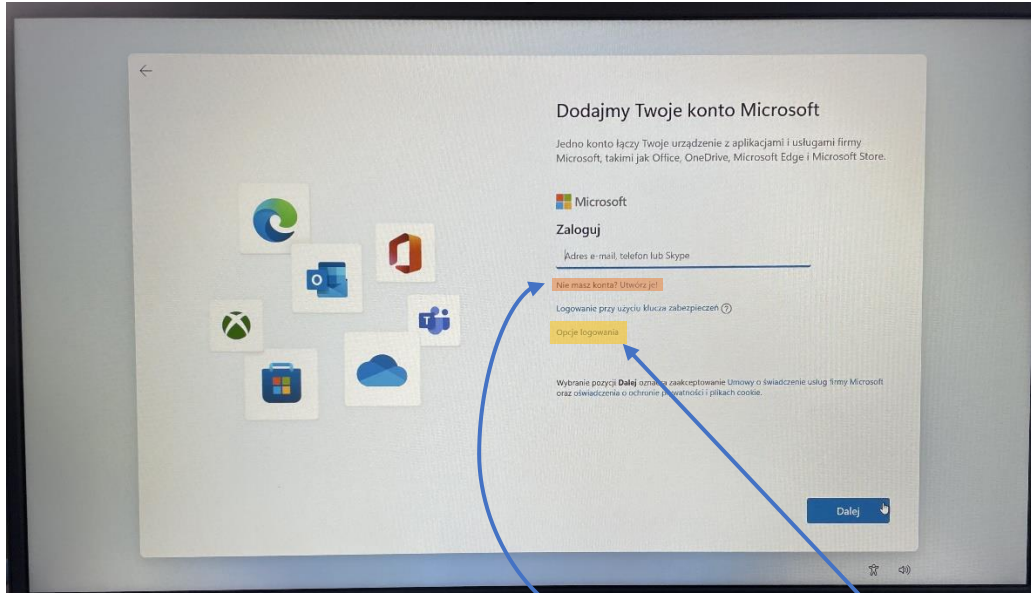 Dodajmy Twoje konto Microsoft
Jedno konto łączy Twoje urządzenie z aplikacjami i usługami firmy
Microsoft, takimi jak Office, OneDrive, Microsoft Edge i Microsoft Store.
Microsoft
Zaloguj
Adres e-mail, telefon lub Skype
Nie masz konta? Utwórz je!
Logowanie przy użyciu klucza zabezpieczeń
Opcje logowania
Wybranie pozycji Dalej oznacza zaakceptowanie Umowy o świadczenie usług firmy Microsoft
oraz oświadczenia o ochronie prywatności i plikach cookie.
Dalej